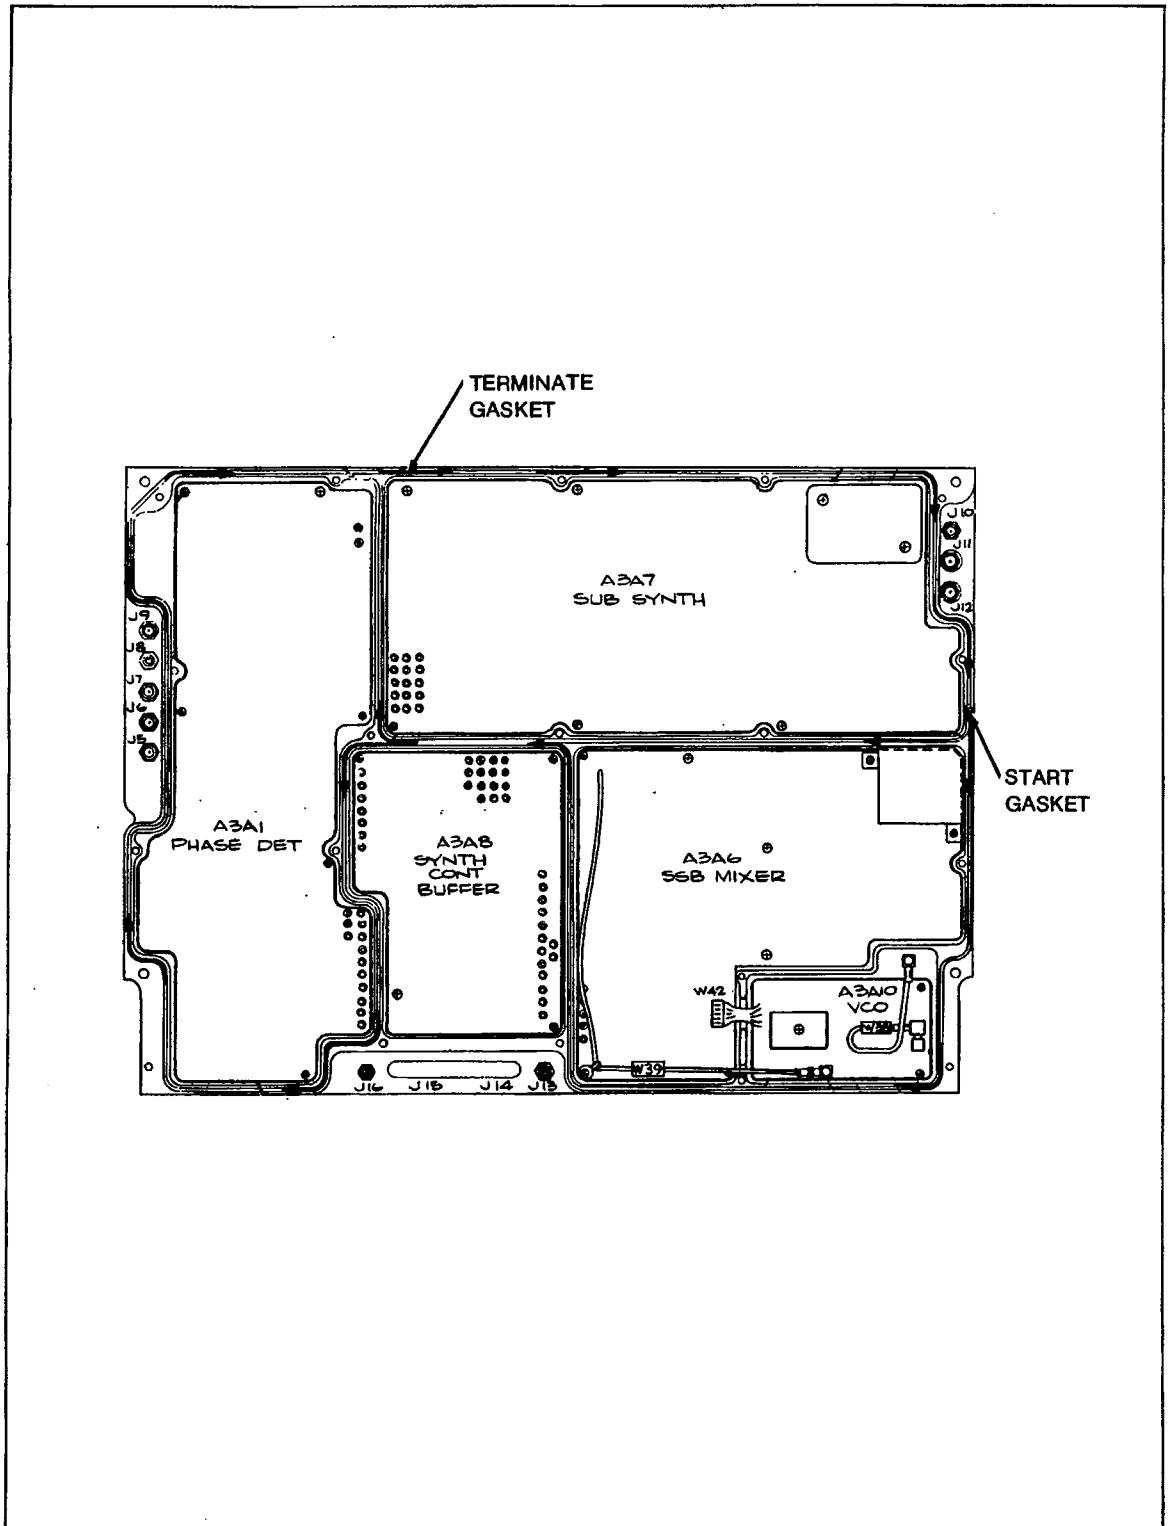 TERMINATE
GASKET
J10
J11
J12
A3A7
SUB SYNTH
J9
J8
J7
J6
J5
START
GASKET
A3A1
PHASE DET
A3A8
SYNTH
CONT
BUFFER
A3A6
SSB MIXER
W42
A3A10
VCO
W39
J16
J15
J14
J13